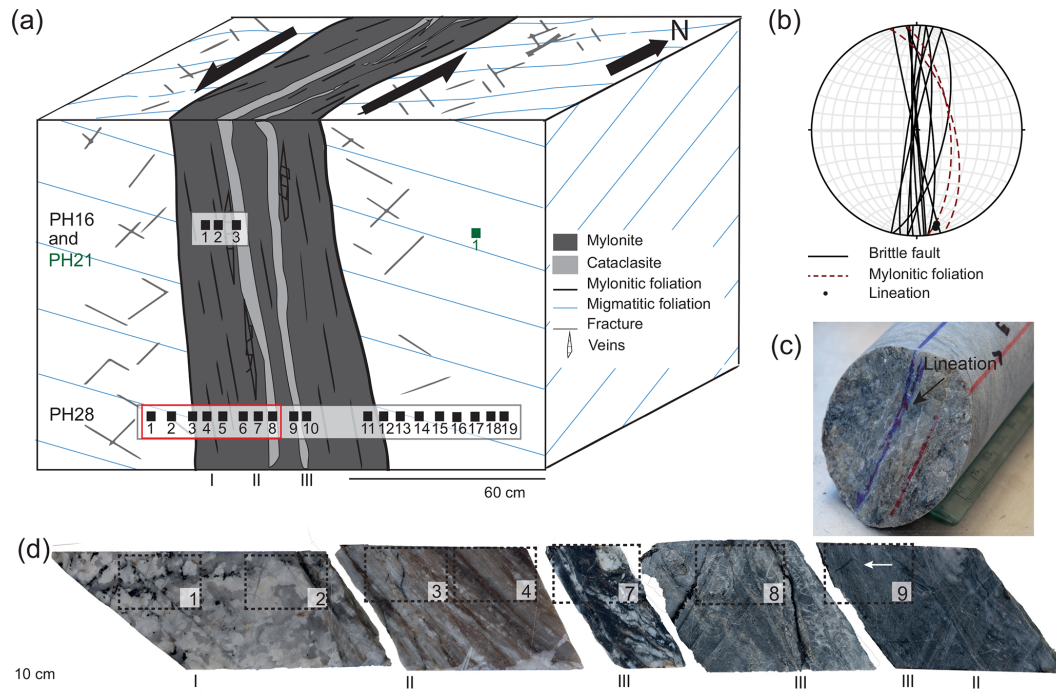 (a)
N
PH16
and
PH21
1 2 3
1
Mylonite
Cataclasite
Mylonitic foliation
Migmatitic foliation
Fracture
Veins
PH28
1 2 3 4 5 6 7 8 9 10 11 12 13 14 15 16 17 18 19
I II III
60 cm
(b)
Brittle fault
Mylonitic foliation
Lineation
(c)
Lineation
(d)
1 2 3 4 7 8 9
10 cm
I II III III III II